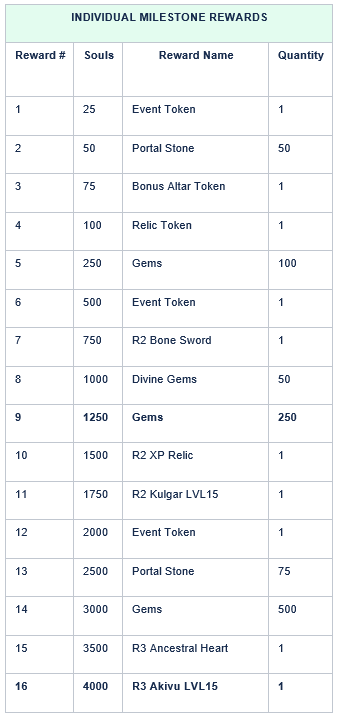 INDIVIDUAL MILESTONE REWARDS
Reward # Souls Reward Name Quantity
1 25 Event Token 1
2 50 Portal Stone 50
3 75 Bonus Altar Token 1
4 100 Relic Token 1
5 250 Gems 100
6 500 Event Token 1
7 750 R2 Bone Sword 1
8 1000 Divine Gems 50
9 1250 Gems 250
10 1500 R2 XP Relic 1
11 1750 R2 Kulgar LVL15 1
12 2000 Event Token 1
13 2500 Portal Stone 75
14 3000 Gems 500
15 3500 R3 Ancestral Heart 1
16 4000 R3 Akivu LVL15 1